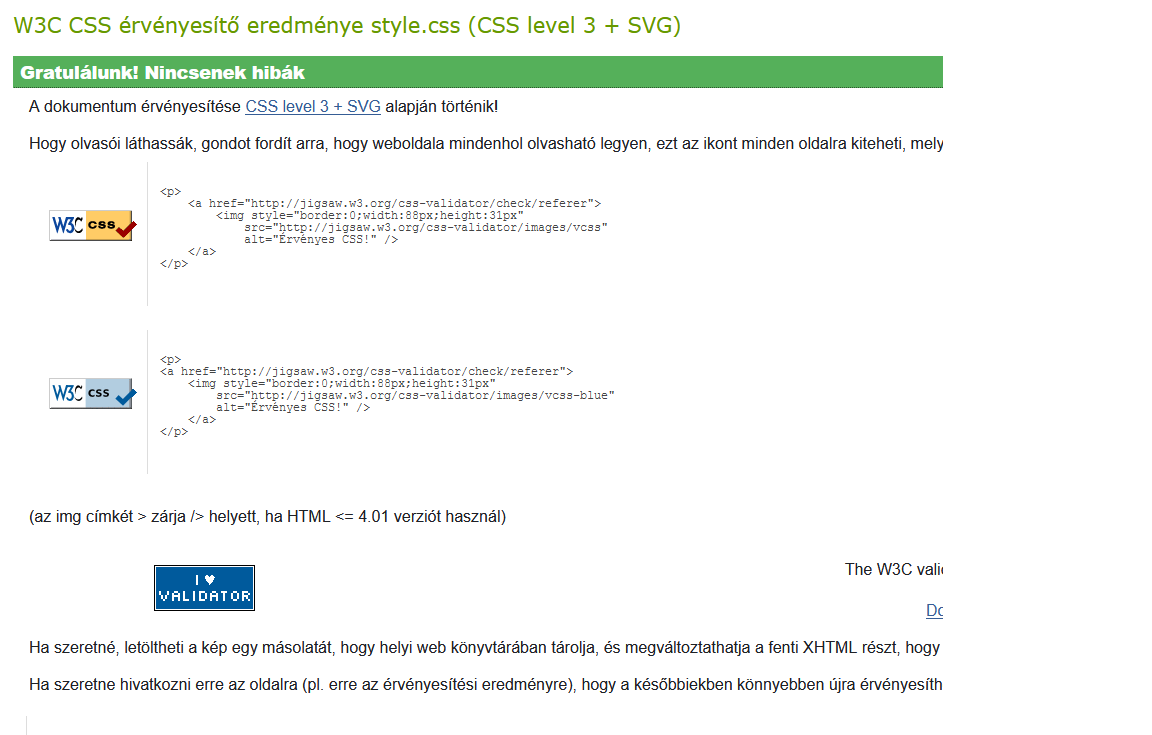 W3C CSS érvényesítő eredménye style.css (CSS level 3 + SVG)
Gratulálunk! Nincsenek hibák
A dokumentum érvényesítése CSS level 3 + SVG alapján történik!
Hogy olvasói láthassák, gondot fordít arra, hogy weboldala mindenhol olvasható legyen, ezt az ikont minden oldalra kiteheti, mely
W3C css
<p>
<a href="http://jigsaw.w3.org/css-validator/check/referer">
<img style="border:0;width:88px;height:31px"
src="http://jigsaw.w3.org/css-validator/images/vcss"
alt="Érvényes CSS!" />
</a>
</p>
W3C css
<p>
<a href="http://jigsaw.w3.org/css-validator/check/referer">
<img style="border:0;width:88px;height:31px"
src="http://jigsaw.w3.org/css-validator/images/vcss-blue"
alt="Érvényes CSS!" />
</a>
</p>
(az img címkét > zárja /> helyett, ha HTML <= 4.01 verziót használ)
I ♥
VALIDATOR
The W3C vali
Do
Ha szeretné, letöltheti a kép egy másolatát, hogy helyi web könyvtárában tárolja, és megváltoztathatja a fenti XHTML részt, hogy
Ha szeretne hivatkozni erre az oldalra (pl. erre az érvényesítési eredményre), hogy a későbbiekben könnyebben újra érvényesíth